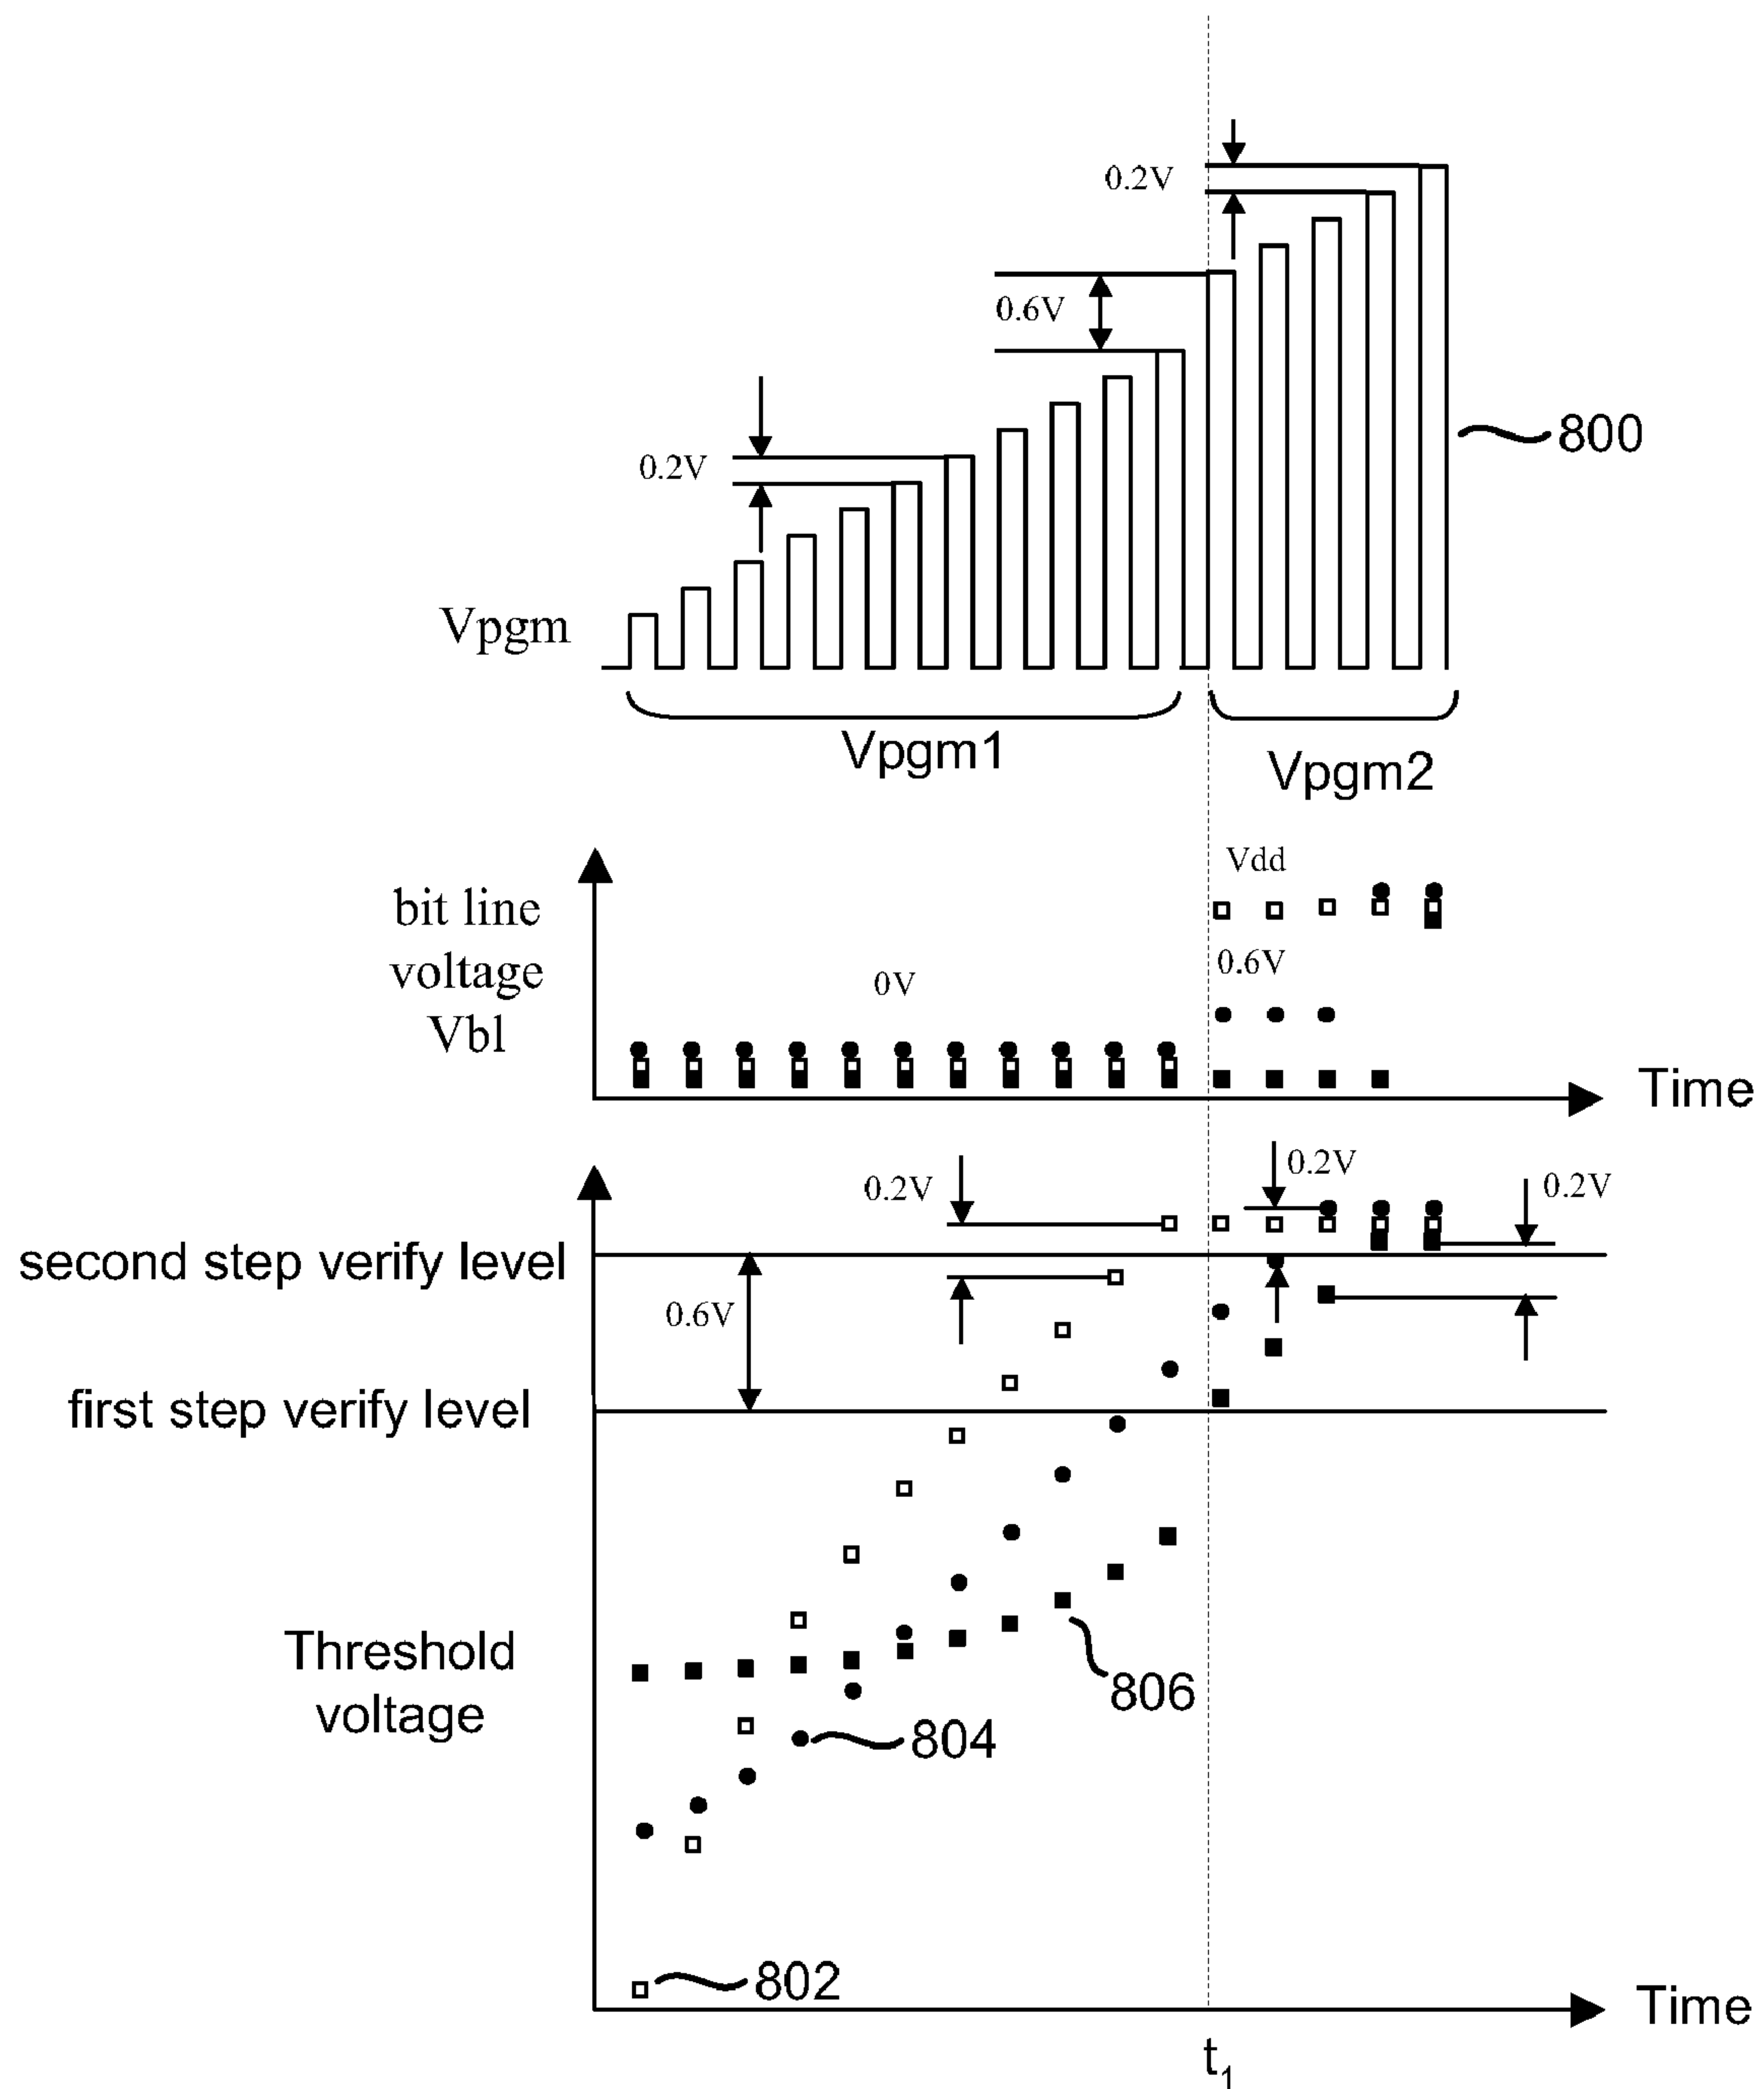 0.2V
0.6V
0.2V
800
Vpgm
Vpgm1
Vpgm2
Vdd
bit line
voltage
Vbl
0V
0.6V
Time
0.2V
0.2V
0.2V
second step verify level
0.6V
first step verify level
Threshold
voltage
806
804
802
Time
t1